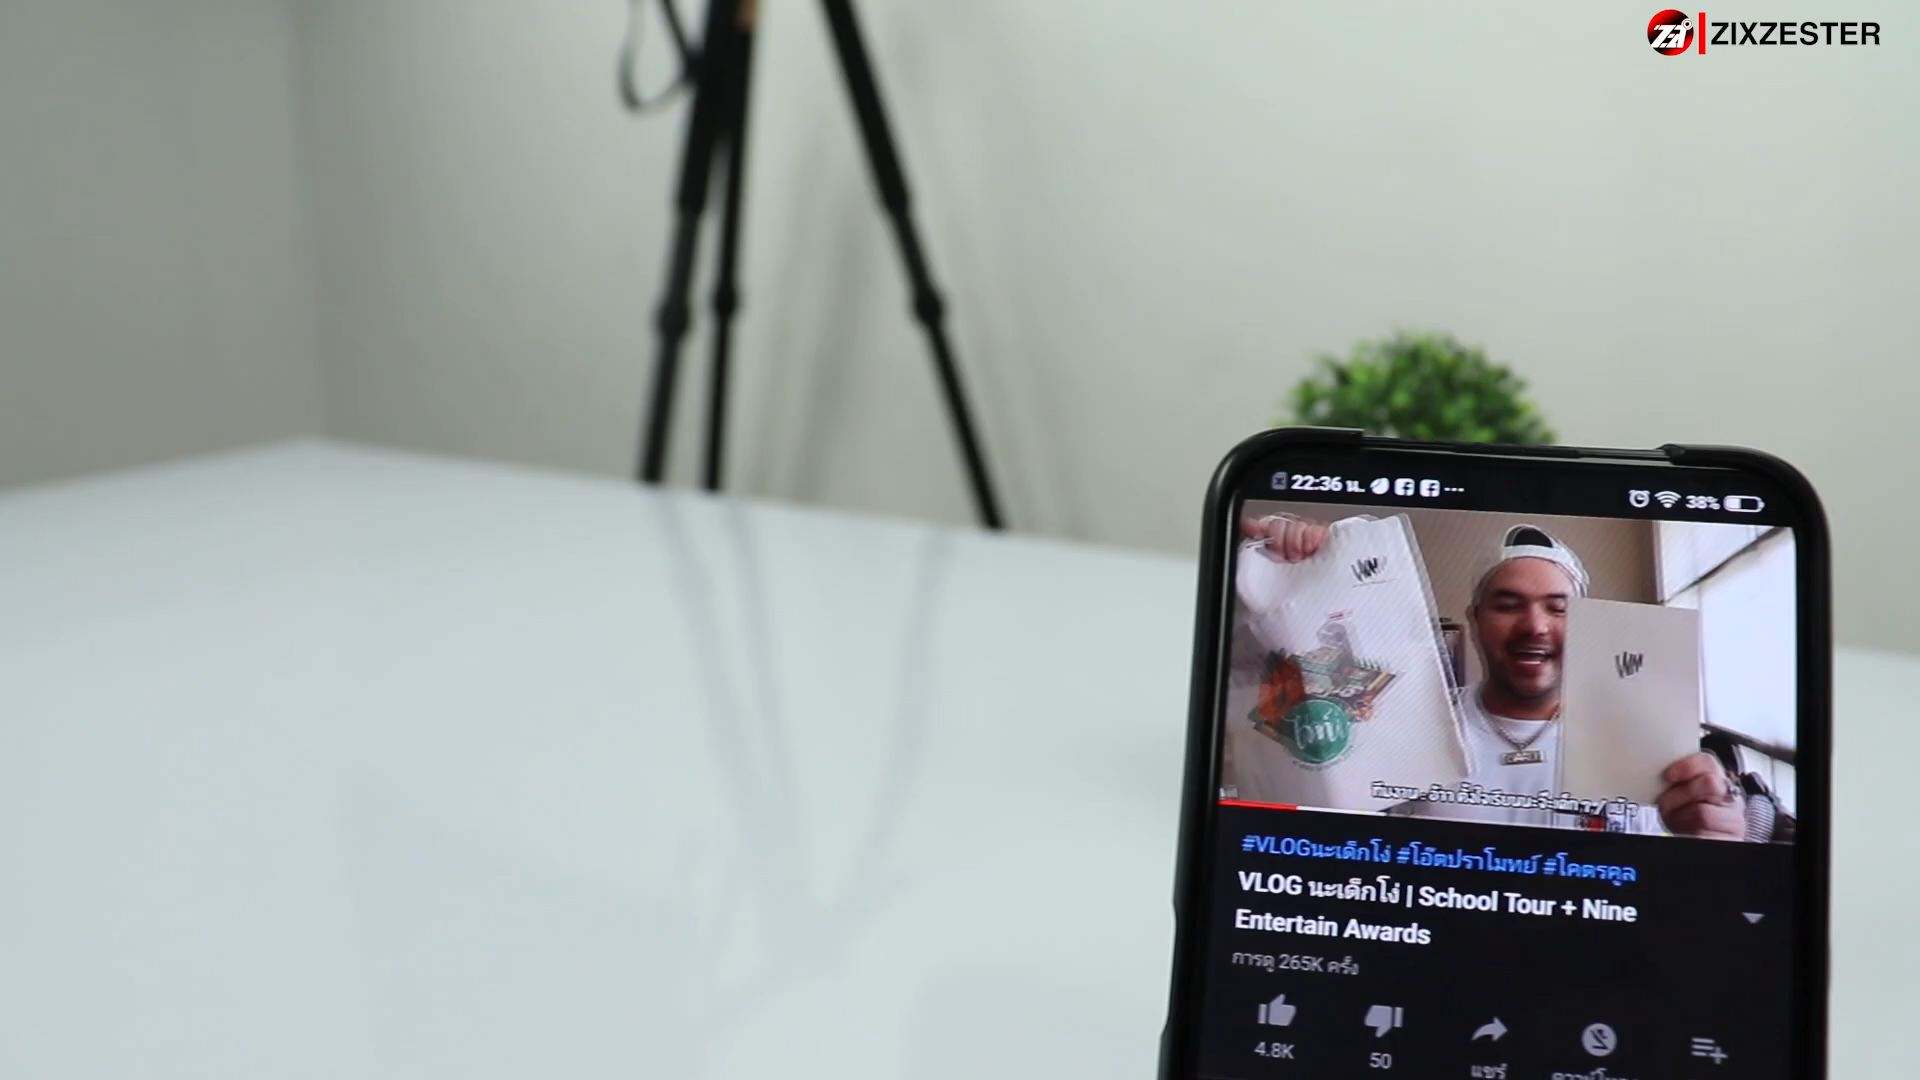 ZIXZESTER
22:36 น.
38%
#VLOGนะเด็กโง่ #โอ๊ตปราโมทย์ #โคตรคูล
VLOG นะเด็กโง่ | School Tour + Nine
Entertain Awards
การดู 265K ครั้ง
4.8K
50
แชร์